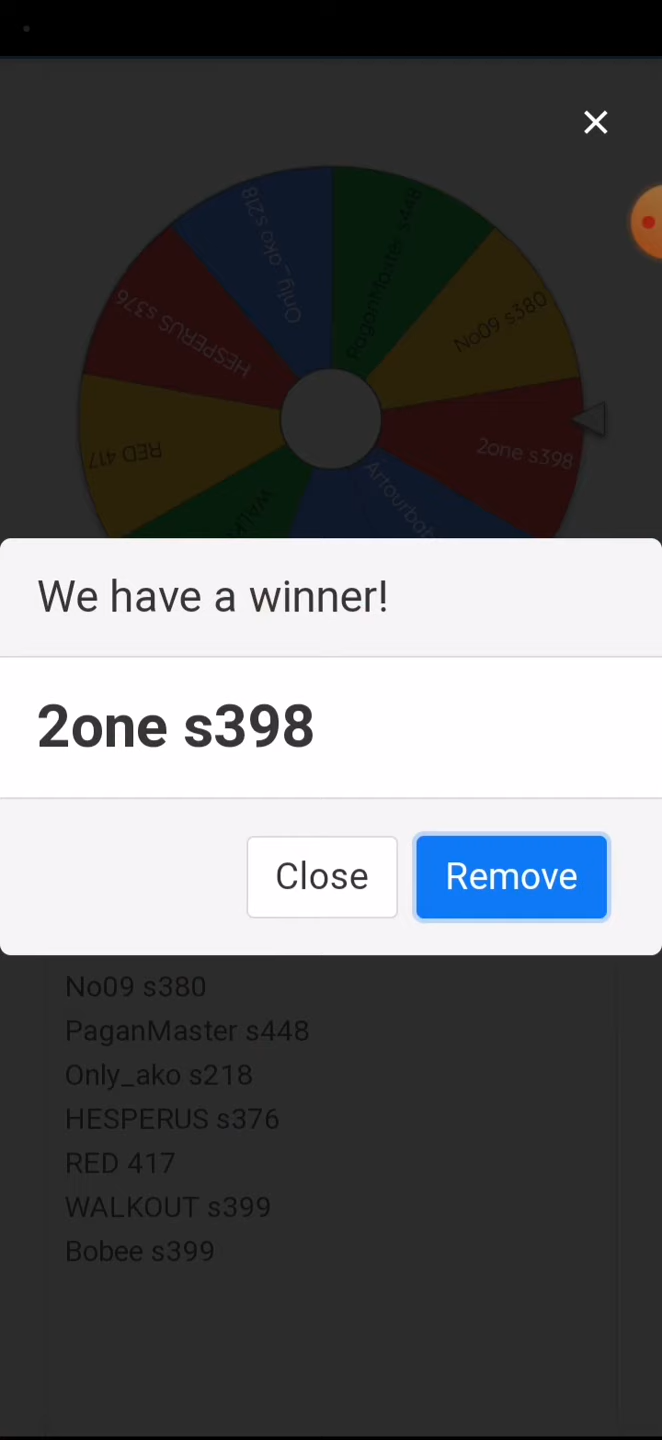 Only_ako s218
PaganMaster s448
HESPERUS s376
No09 s380
RED 417
2one s398
We have a winner!
2one s398
Close
Remove
No09 s380
PaganMaster s448
Only_ako s218
HESPERUS s376
RED 417
WALKOUT s399
Bobee s399